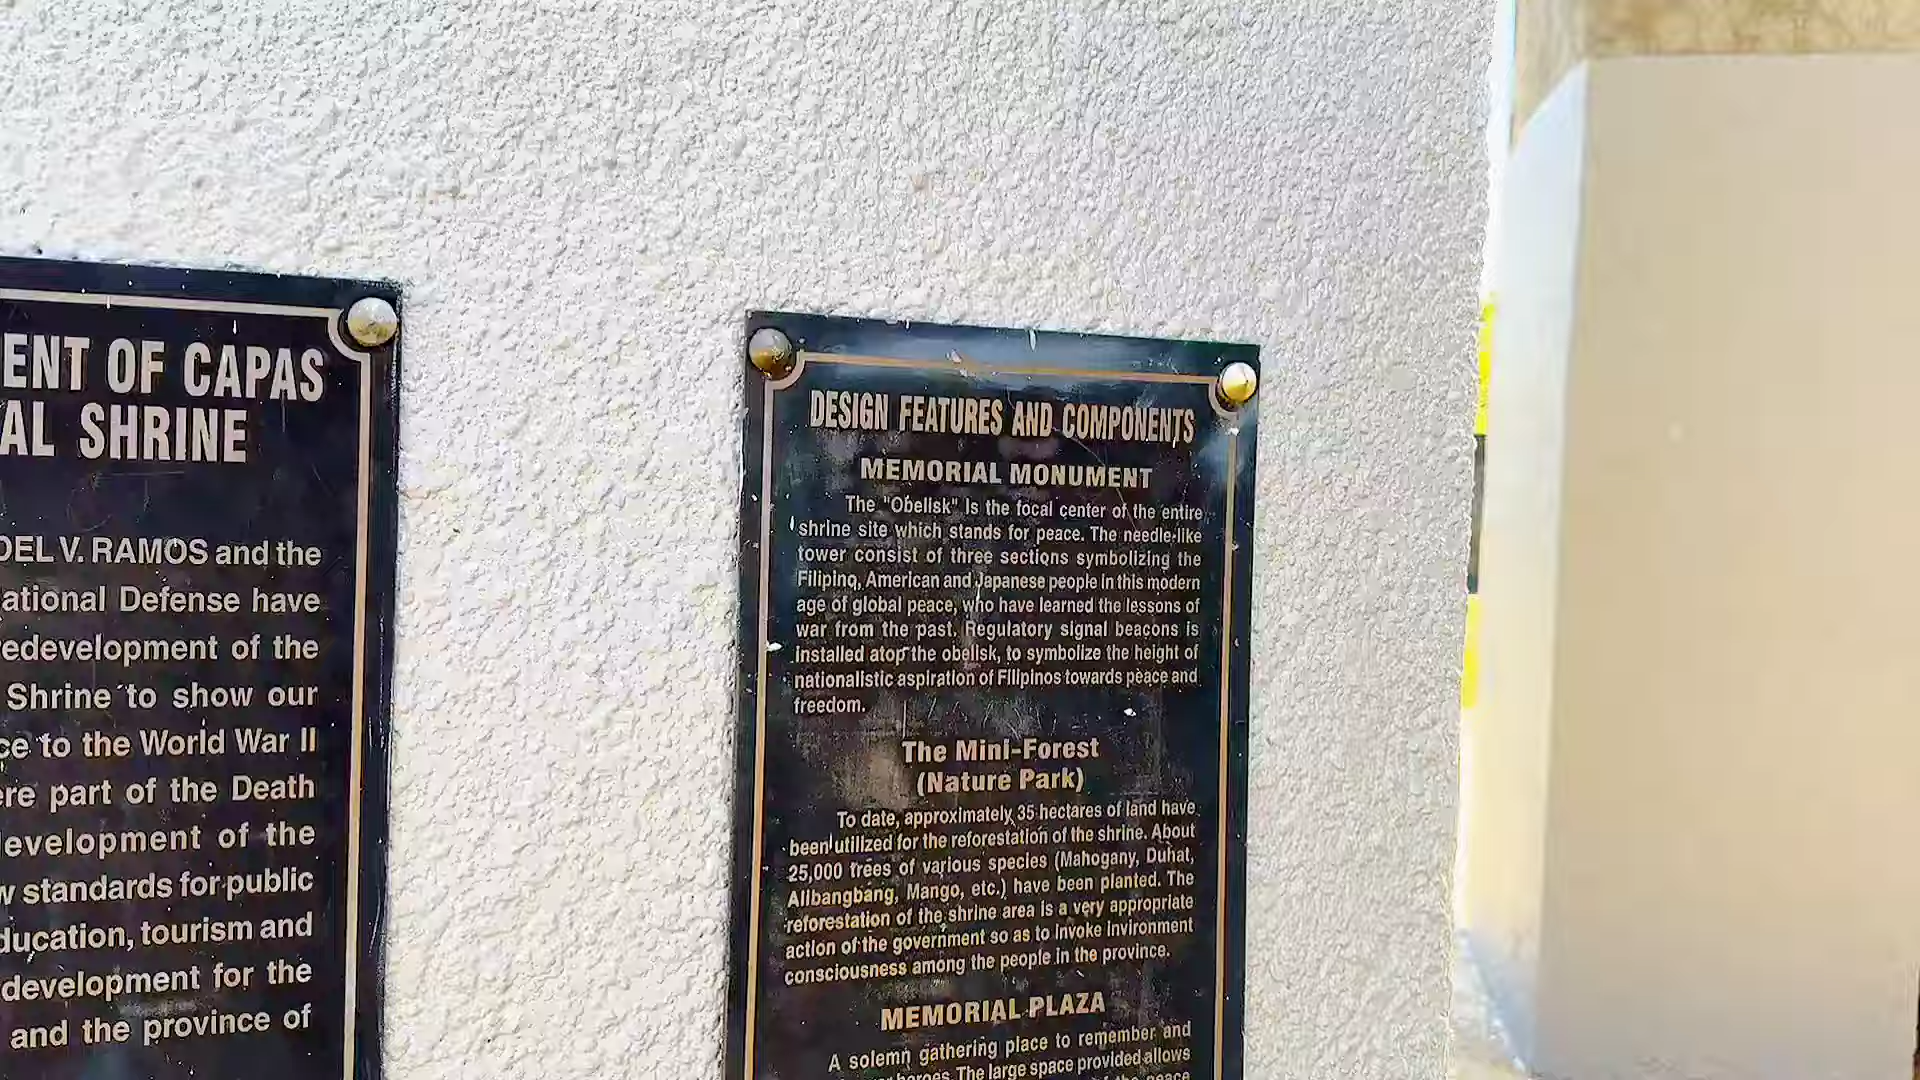 ENT OF CAPAS
AL SHRINE
DEL V. RAMOS and the
ational Defense have
redevelopment of the
Shrine to show our
ce to the World War II
ere part of the Death
development of the
w standards for public
ducation, tourism and
development for the
and the province of
DESIGN FEATURES AND COMPONENTS
MEMORIAL MONUMENT
The "Obelisk" is the focal center of the entire
shrine site which stands for peace. The needle-like
tower consist of three sections symbolizing the
Filipino, American and Japanese people in this modern
age of global peace, who have learned the lessons of
war from the past. Regulatory signal beacons is
installed atop the obelisk, to symbolize the height of
nationalistic aspiration of Filipinos towards peace and
freedom.
The Mini-Forest
(Nature Park)
To date, approximately 35 hectares of land have
been utilized for the reforestation of the shrine. About
25,000 trees of various species (Mahogany, Duhat,
Alibangbang, Mango, etc.) have been planted. The
reforestation of the shrine area is a very appropriate
action of the government so as to invoke invironment
consciousness among the people in the province.
MEMORIAL PLAZA
A solemn gathering place to remember and
heroes. The large space provided allows
of the peace